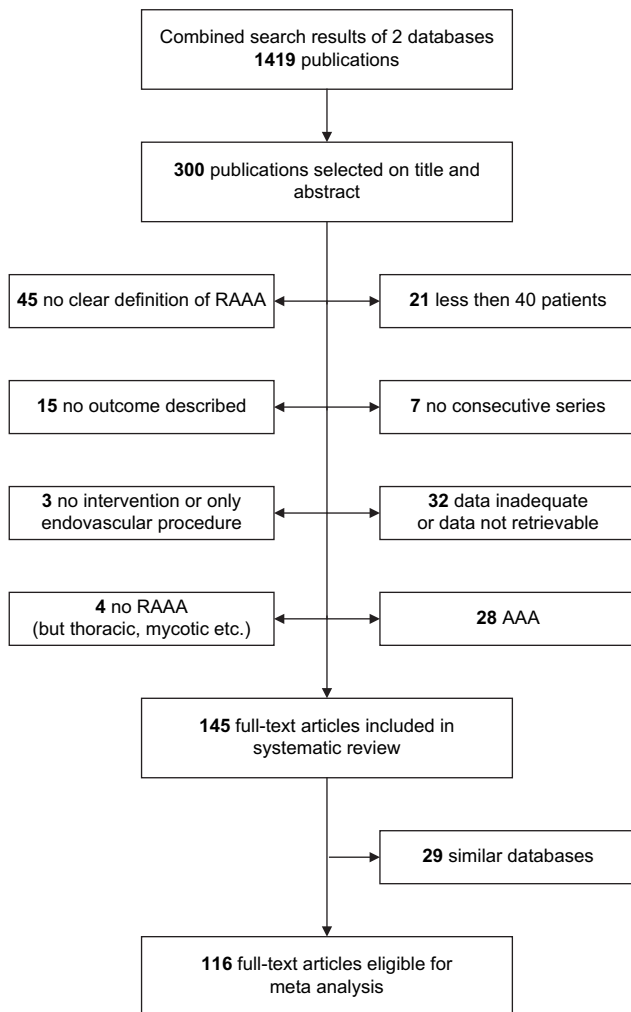 Combined search results of 2 databases
1419 publications
300 publications selected on title and
abstract
45 no clear definition of RAAA
21 less then 40 patients
15 no outcome described
7 no consecutive series
3 no intervention or only
endovascular procedure
32 data inadequate
or data not retrievable
4 no RAAA
(but thoracic, mycotic etc.)
28 AAA
145 full-text articles included in
systematic review
29 similar databases
116 full-text articles eligible for
meta analysis